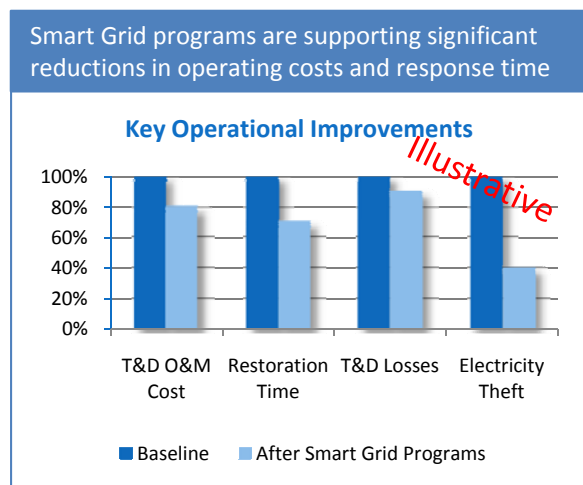 Smart Grid programs are supporting significant
reductions in operating costs and response time
Key Operational Improvements
Illustrative
100%
80%
60%
40%
20%
0%
T&D O&M
Cost
Restoration
Time
T&D Losses
Electricity
Theft
Baseline
After Smart Grid Programs